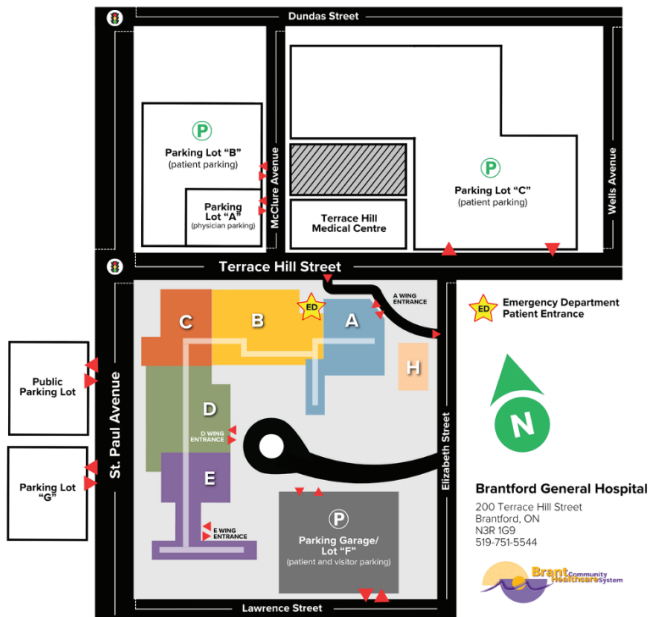 Dundas Street
P
Parking Lot “B”
(patient parking)
Parking
Lot “A”
(physician parking)
McClure Avenue
P
Parking Lot “C”
(patient parking)
Wells Avenue
Terrace Hill
Medical Centre
Terrace Hill Street
A WING
ENTRANCE
ED
C
B
A
H
ED
Emergency Department
Patient Entrance
Public
Parking Lot
St. Paul Avenue
D
D WING
ENTRANCE
Elizabeth Street
N
Parking Lot
“G”
E
E WING
ENTRANCE
P
Parking Garage/
Lot “F”
(patient and visitor parking)
Lawrence Street
Brantford General Hospital
200 Terrace Hill Street
Brantford, ON
N3R 1G9
519-751-5544
Brant Community
Healthcare System